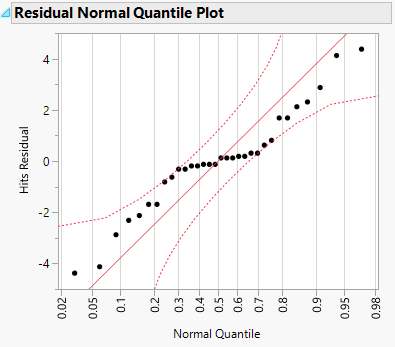 Residual Normal Quantile Plot
4
2
0
-2
-4
Hits Residual
0.02 0.05 0.1 0.2 0.3 0.4 0.5 0.6 0.7 0.8 0.9 0.95 0.98
Normal Quantile